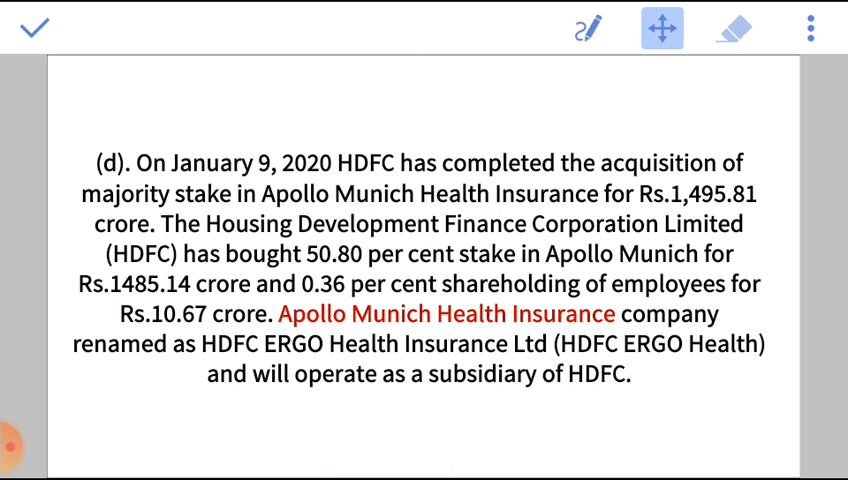 (d). On January 9, 2020 HDFC has completed the acquisition of
majority stake in Apollo Munich Health Insurance for Rs.1,495.81
crore. The Housing Development Finance Corporation Limited
(HDFC) has bought 50.80 per cent stake in Apollo Munich for
Rs.1485.14 crore and 0.36 per cent shareholding of employees for
Rs.10.67 crore. Apollo Munich Health Insurance company
renamed as HDFC ERGO Health Insurance Ltd (HDFC ERGO Health)
and will operate as a subsidiary of HDFC.